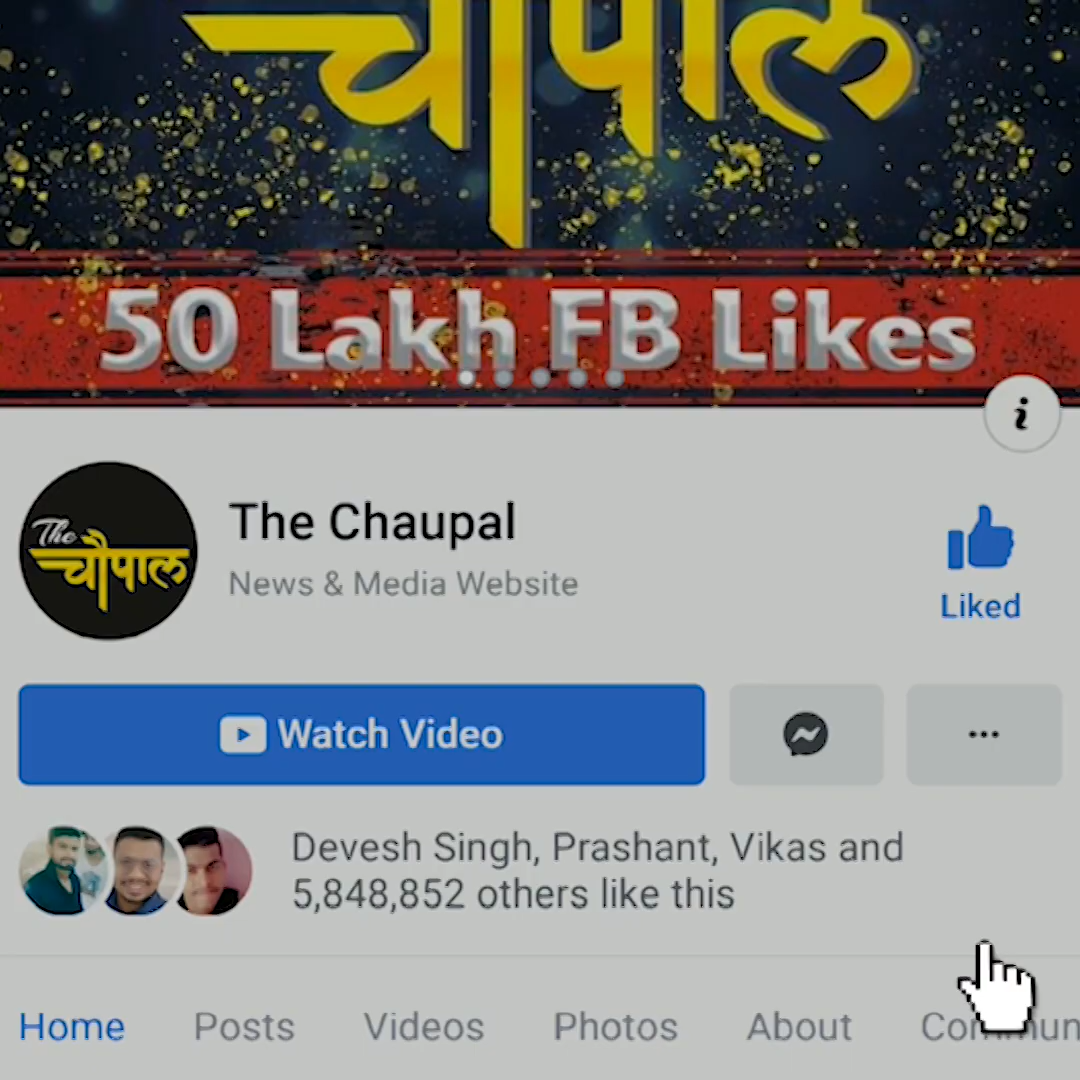 चौपाल
50 Lakh FB Likes
The
चौपाल
The Chaupal
News & Media Website
Liked
Watch Video
Devesh Singh, Prashant, Vikas and
5,848,852 others like this
Home Posts Videos Photos About